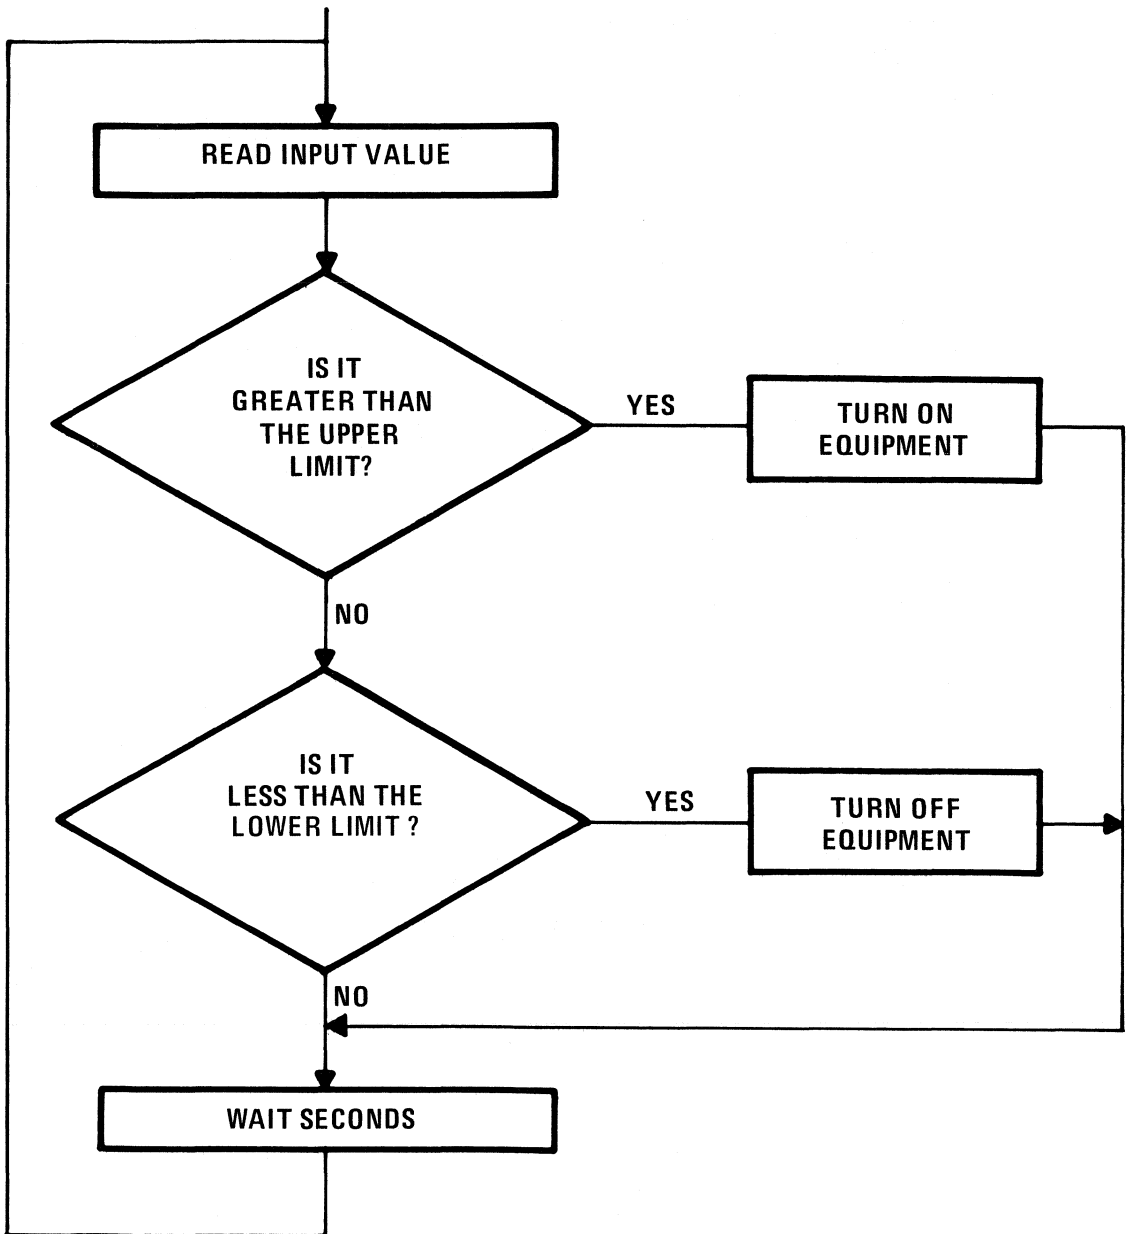 READ INPUT VALUE
IS IT
GREATER THAN
THE UPPER
LIMIT?
YES
TURN ON
EQUIPMENT
NO
IS IT
LESS THAN THE
LOWER LIMIT ?
YES
TURN OFF
EQUIPMENT
NO
WAIT SECONDS